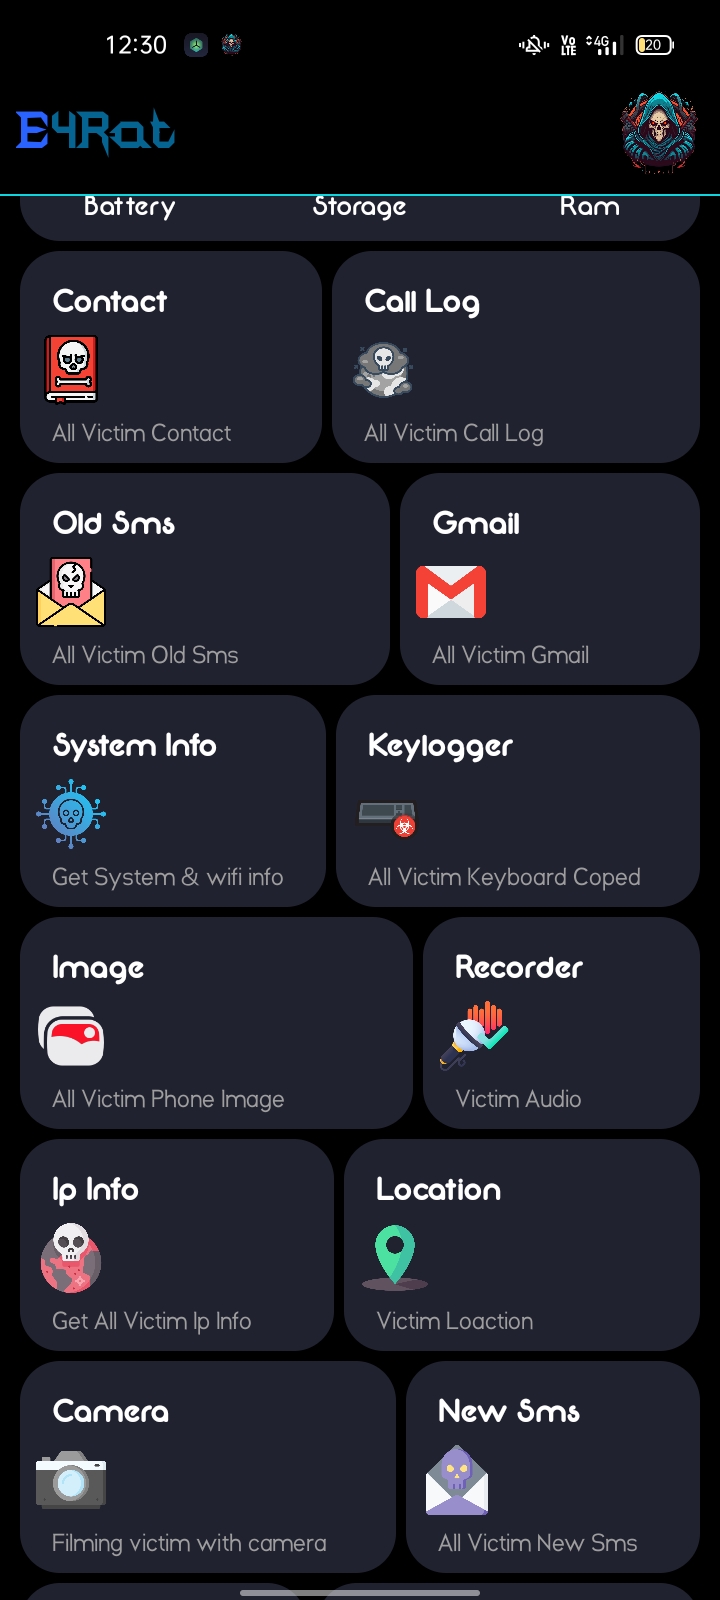 12:30
Vo
LTE
4G
20
E4Rat
Battery Storage Ram
Contact
All Victim Contact
Call Log
All Victim Call Log
Old Sms
All Victim Old Sms
Gmail
All Victim Gmail
System Info
Get System & wifi info
Keylogger
All Victim Keyboard Coped
Image
All Victim Phone Image
Recorder
Victim Audio
Ip Info
Get All Victim Ip Info
Location
Victim Loaction
Camera
Filming victim with camera
New Sms
All Victim New Sms